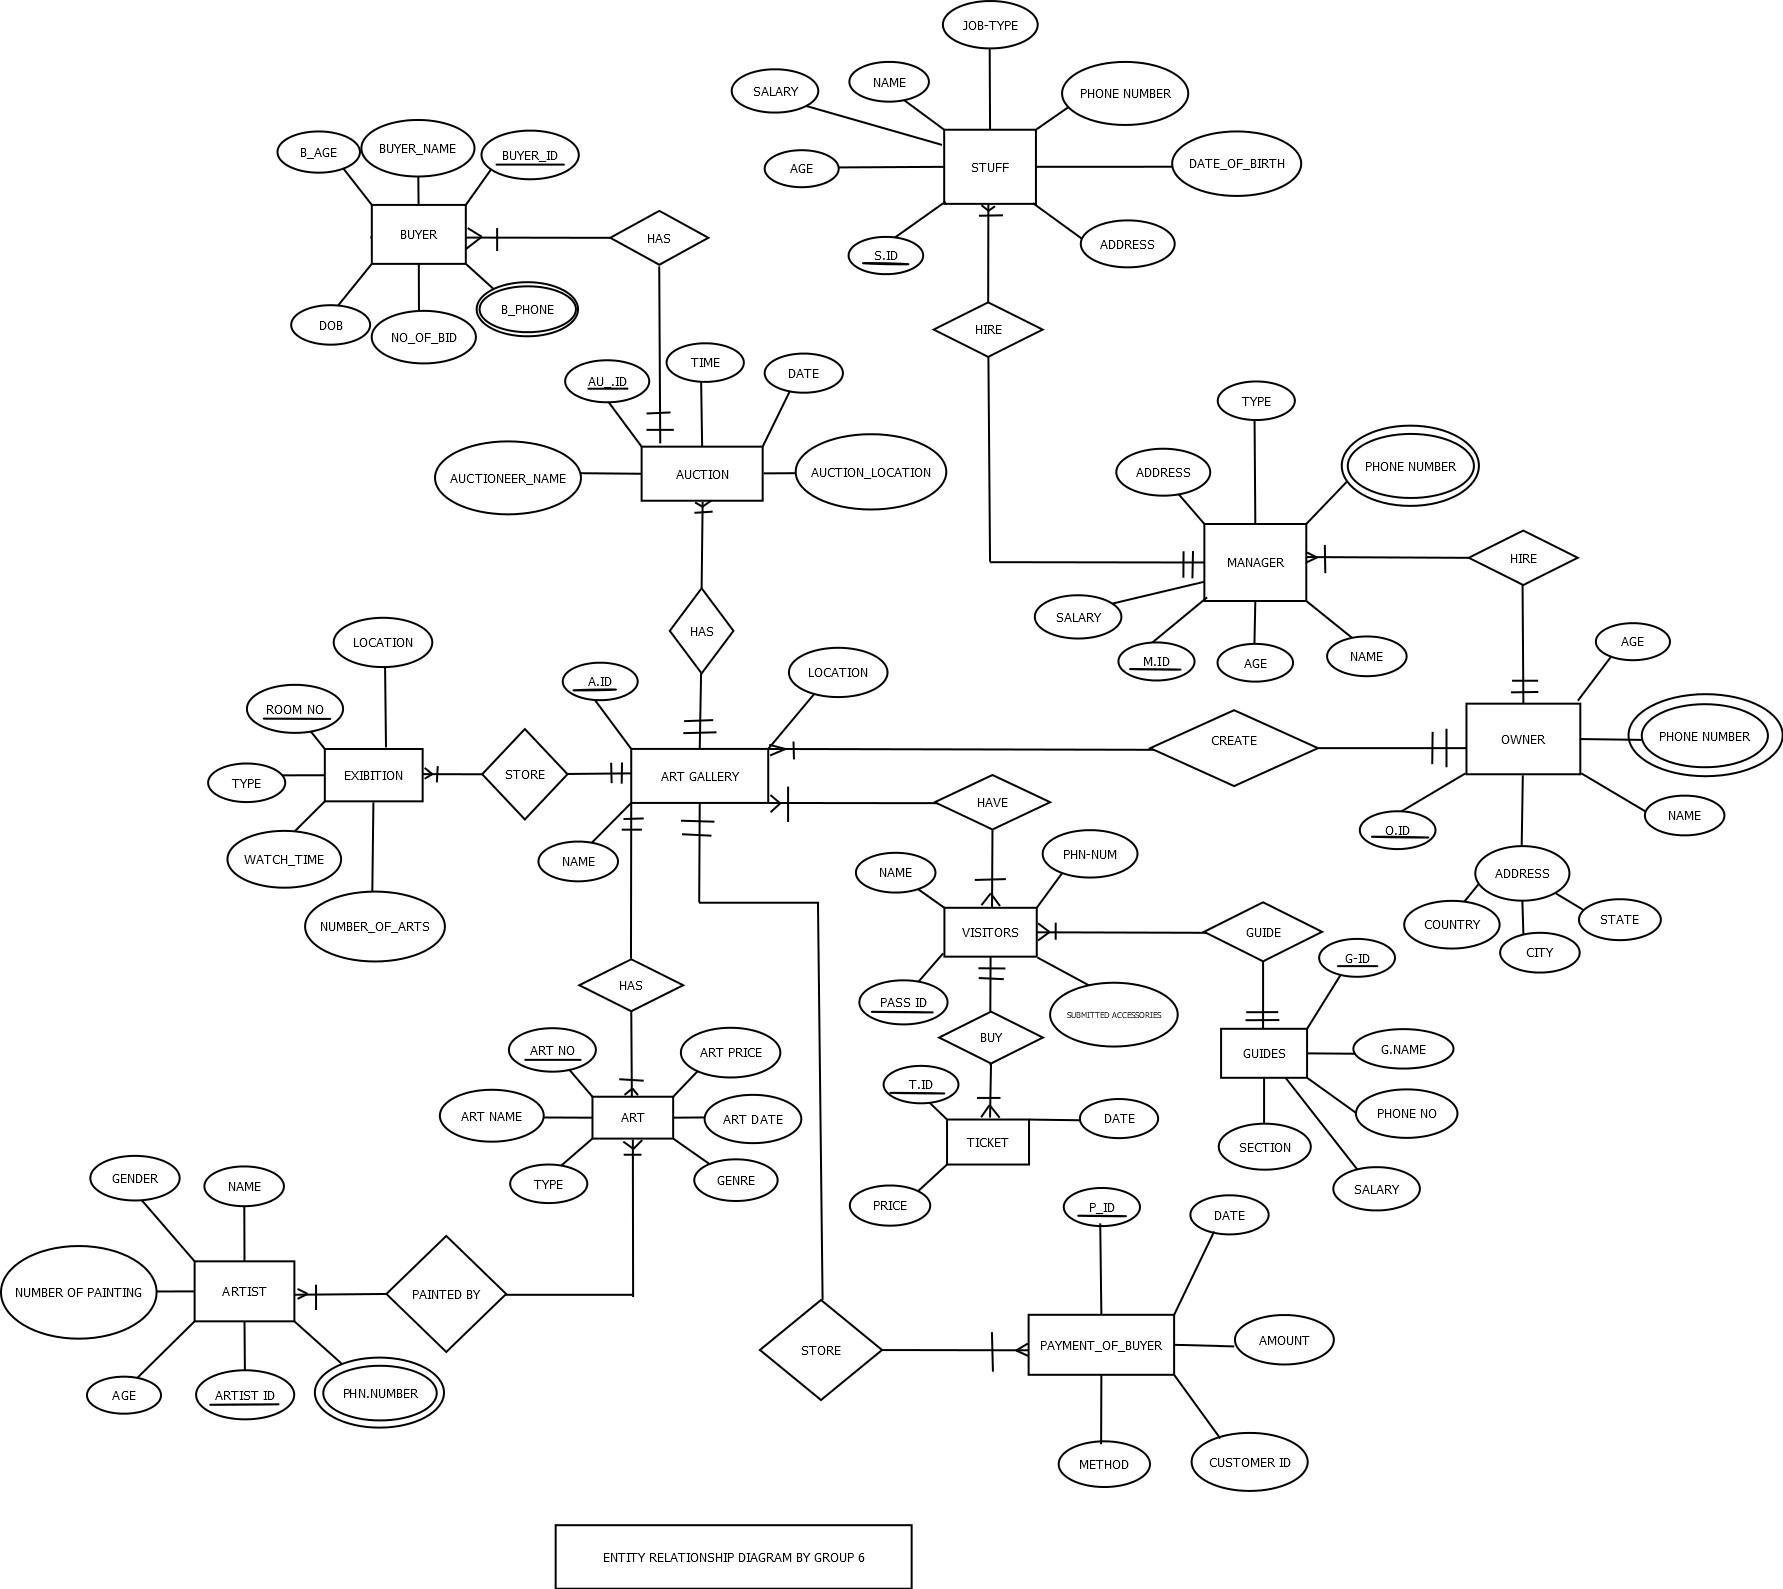 JOB-TYPE
NAME
SALARY
PHONE NUMBER
STUFF
AGE
DATE_OF_BIRTH
S.ID
ADDRESS
B_AGE
BUYER_NAME
BUYER_ID
BUYER
HAS
DOB
NO_OF_BID
B_PHONE
HIRE
AU_.ID
TIME
DATE
AUCTIONEER_NAME
AUCTION
AUCTION_LOCATION
TYPE
ADDRESS
PHONE NUMBER
MANAGER
HIRE
SALARY
M.ID
AGE
NAME
HAS
LOCATION
ROOM NO
EXIBITION
TYPE
WATCH_TIME
NUMBER_OF_ARTS
STORE
A.ID
LOCATION
ART GALLERY
NAME
CREATE
AGE
OWNER
PHONE NUMBER
O.ID
NAME
ADDRESS
COUNTRY
CITY
STATE
HAVE
NAME
PHN-NUM
VISITORS
GUIDE
PASS ID
SUBMITTED ACCESSORIES
G-ID
GUIDES
G.NAME
PHONE NO
SECTION
SALARY
BUY
T.ID
DATE
TICKET
PRICE
HAS
ART NO
ART PRICE
ART NAME
ART
ART DATE
TYPE
GENRE
GENDER
NAME
NUMBER OF PAINTING
ARTIST
PAINTED BY
AGE
ARTIST ID
PHN.NUMBER
STORE
P_ID
DATE
PAYMENT_OF_BUYER
AMOUNT
METHOD
CUSTOMER ID
ENTITY RELATIONSHIP DIAGRAM BY GROUP 6